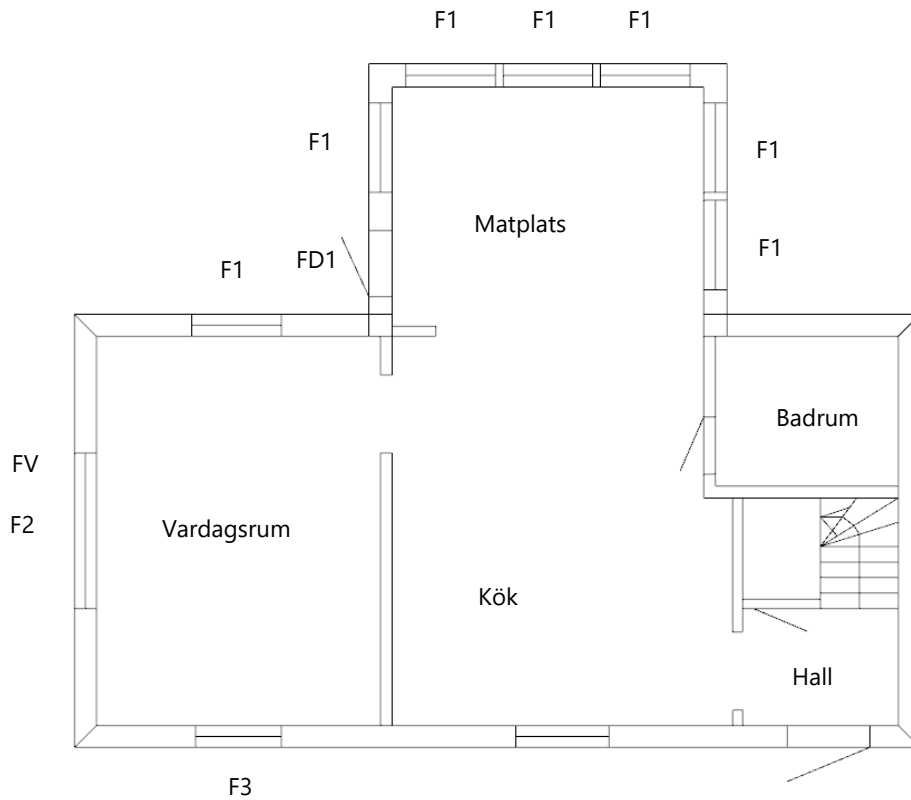 F1 F1 F1
F1
F1
Matplats
F1
FD1
F1
Badrum
FV
F2
Vardagsrum
Kök
Hall
F3